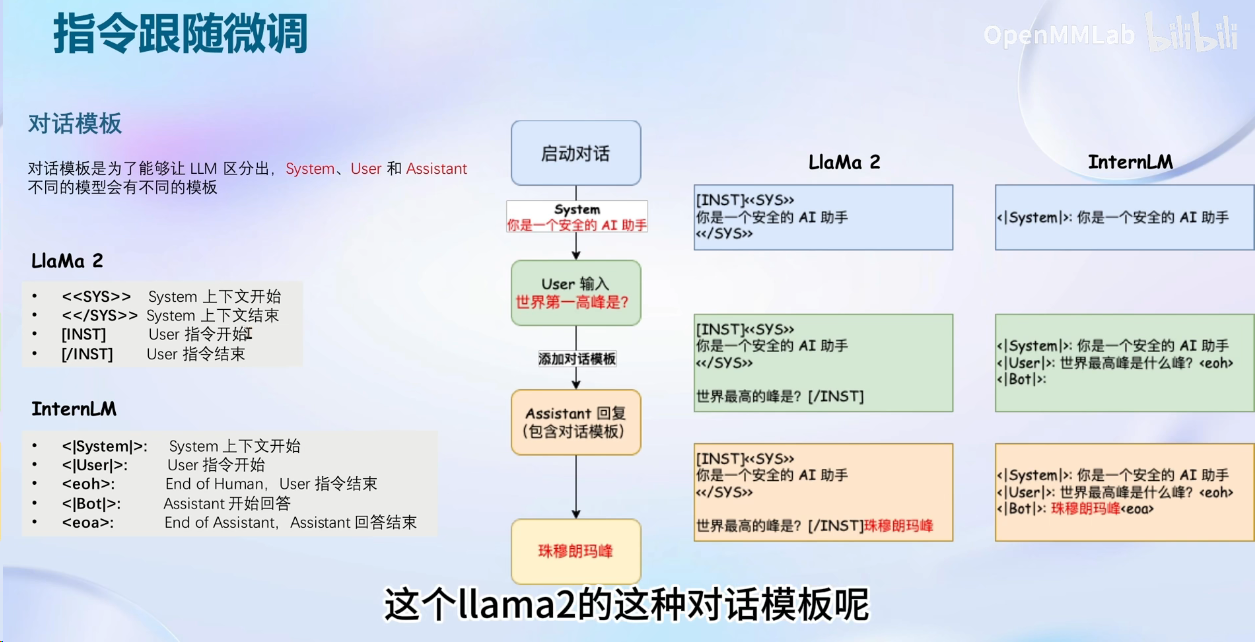 指令跟随微调
OpenMMLab bilibili
对话模板
对话模板是为了能够让 LLM 区分出，System、User 和 Assistant
不同的模型会有不同的模板
LlaMa 2
• <<SYS>> System 上下文开始
• <</SYS>> System 上下文结束
• [INST] User 指令开始
• [/INST] User 指令结束
InternLM
• <|System|>: System 上下文开始
• <|User|>: User 指令开始
• <eoh>: End of Human，User 指令结束
• <|Bot|>: Assistant 开始回答
• <eoa>: End of Assistant，Assistant 回答结束
启动对话
System
你是一个安全的 AI 助手
User 输入
世界第一高峰是?
添加对话模板
Assistant 回复
(包含对话模板)
珠穆朗玛峰
LlaMa 2
[INST]<<SYS>>
你是一个安全的 AI 助手
<</SYS>>
[INST]<<SYS>>
你是一个安全的 AI 助手
<</SYS>>
世界最高的峰是? [/INST]
[INST]<<SYS>>
你是一个安全的 AI 助手
<</SYS>>
世界最高的峰是? [/INST]珠穆朗玛峰
InternLM
<|System|>: 你是一个安全的 AI 助手
<|System|>: 你是一个安全的 AI 助手
<|User|>: 世界最高峰是什么峰? <eoh>
<|Bot|>:
<|System|>: 你是一个安全的 AI 助手
<|User|>: 世界最高峰是什么峰? <eoh>
<|Bot|>: 珠穆朗玛峰<eoa>
这个llama2的这种对话模板呢